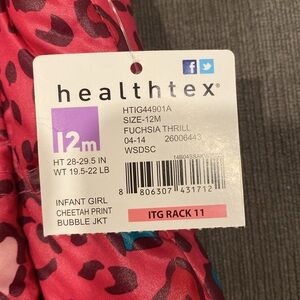 healthtex®
HTIG44901A
SIZE-12M
FUCHSIA THRILL
04-14 26006443
WSDSC
12m
HT 28-29.5 IN
WT 19.5-22 LB
8 806307 431712
INFANT GIRL
CHEETAH PRINT
BUBBLE JKT
ITG RACK 11